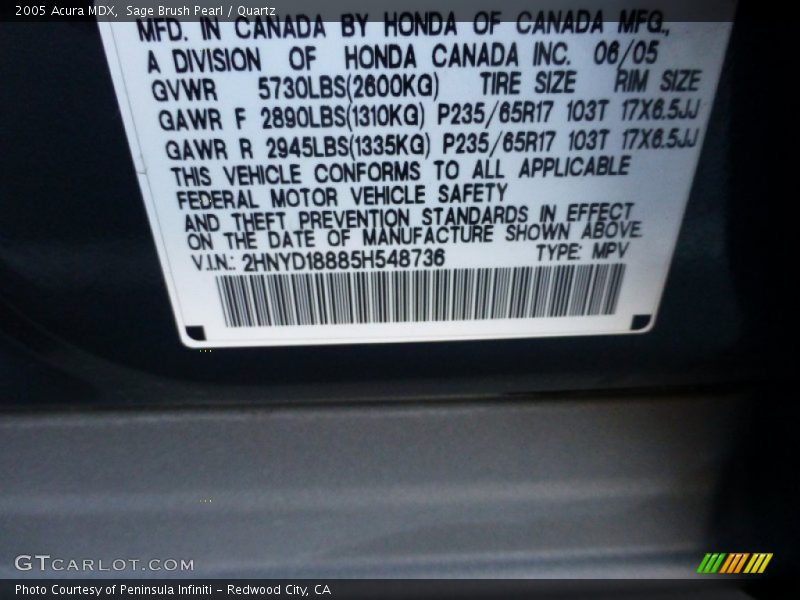 2005 Acura MDX, Sage Brush Pearl / Quartz
MFD. IN CANADA BY HONDA OF CANADA MFG.,
A DIVISION OF HONDA CANADA INC. 06/05
GVWR 5730LBS(2600KG) TIRE SIZE RIM SIZE
GAWR F 2890LBS(1310KG) P235/65R17 103T 17X6.5JJ
GAWR R 2945LBS(1335KG) P235/65R17 103T 17X6.5JJ
THIS VEHICLE CONFORMS TO ALL APPLICABLE
FEDERAL MOTOR VEHICLE SAFETY
AND THEFT PREVENTION STANDARDS IN EFFECT
ON THE DATE OF MANUFACTURE SHOWN ABOVE.
V.I.N.: 2HNYD18885H548736 TYPE: MPV
GTCARLOT.COM
Photo Courtesy of Peninsula Infiniti - Redwood City, CA